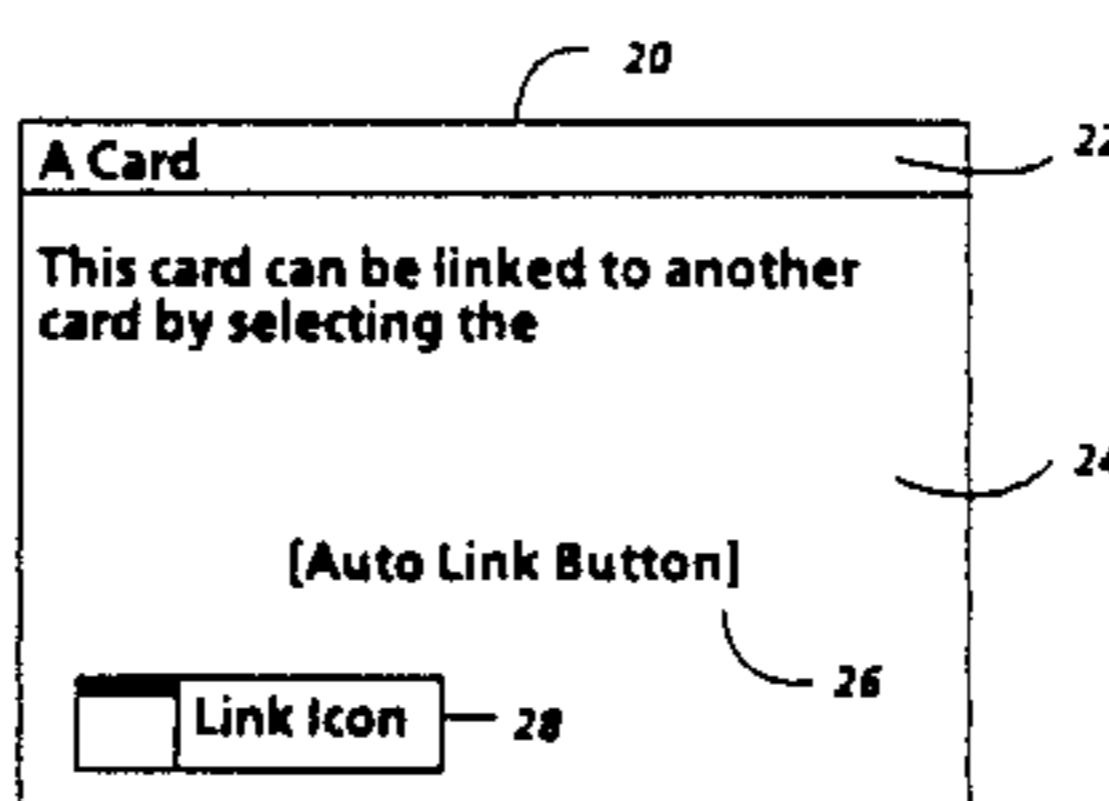 20
A Card
22
This card can be linked to another
card by selecting the
24
[Auto Link Button]
26
Link Icon
28